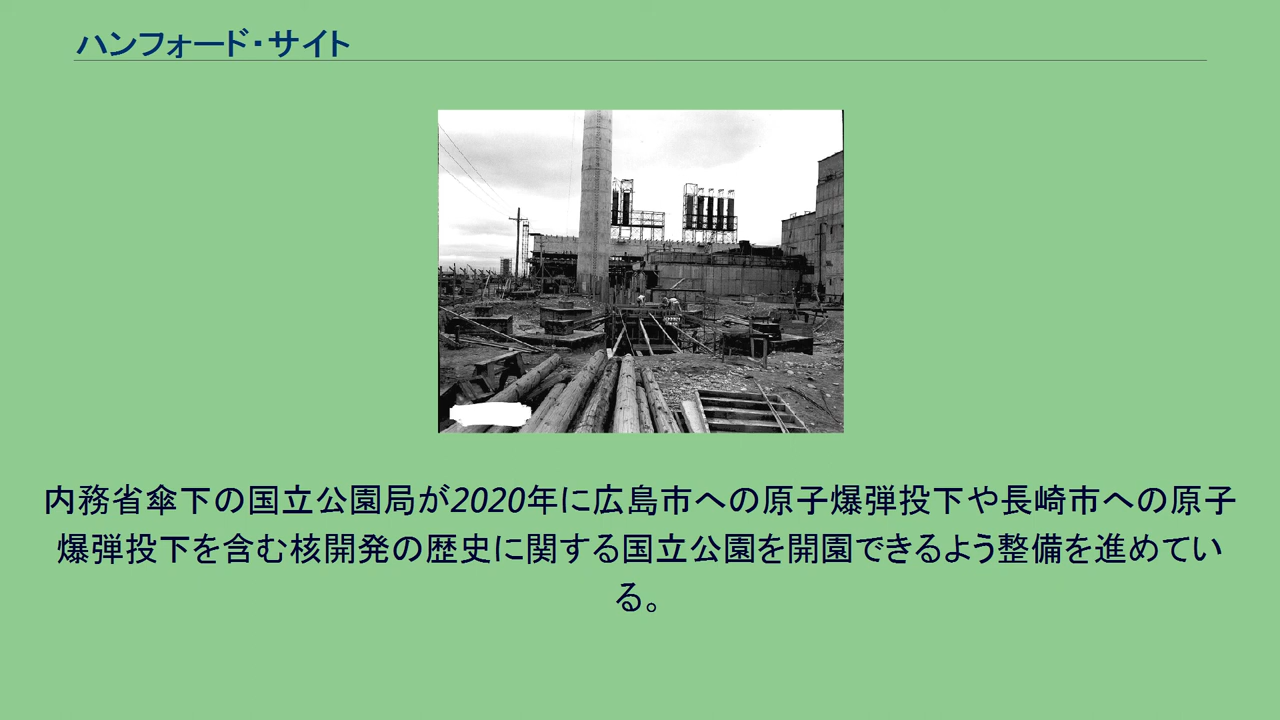 ハンフォード・サイト
内務省傘下の国立公園局が2020年に広島市への原子爆弾投下や長崎市への原子
爆弾投下を含む核開発の歴史に関する国立公園を開園できるよう整備を進めてい
る。